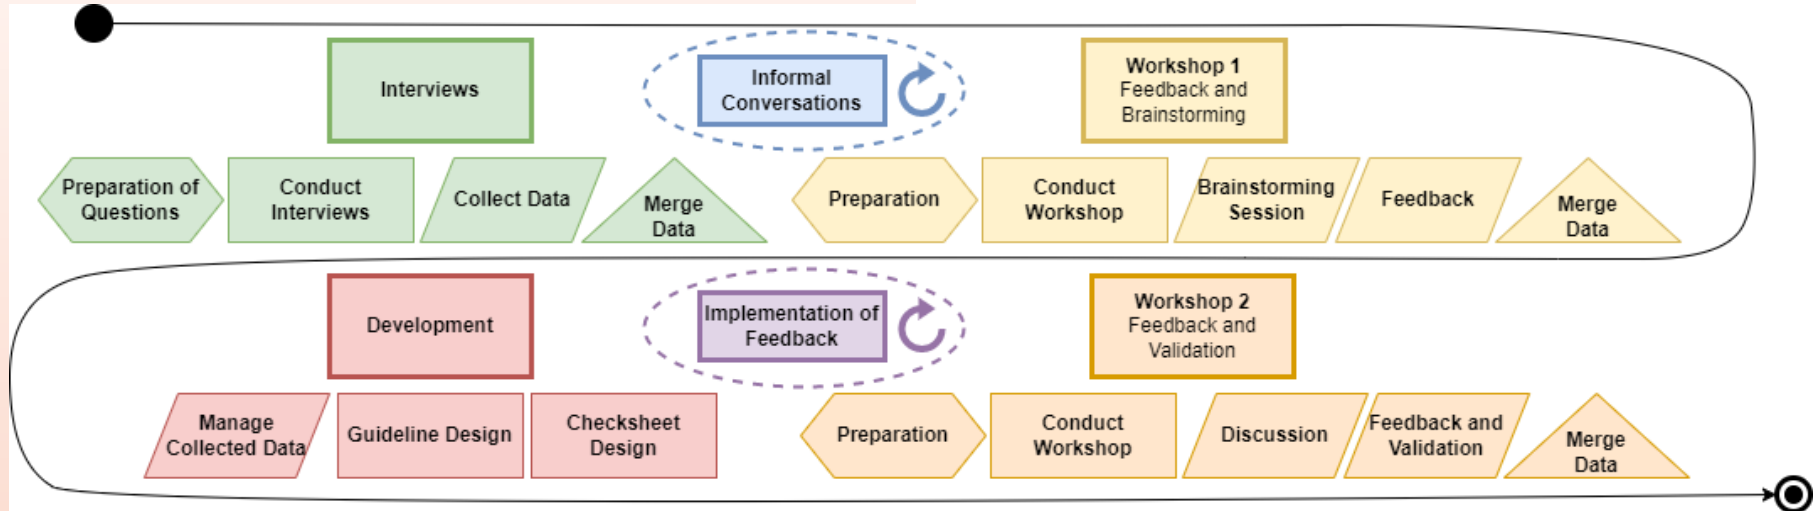 Interviews
Informal
Conversations
Workshop 1
Feedback and
Brainstorming
Preparation of
Questions
Conduct
Interviews
Collect Data
Merge
Data
Preparation
Conduct
Workshop
Brainstorming
Session
Feedback
Merge
Data
Development
Implementation of
Feedback
Workshop 2
Feedback and
Validation
Manage
Collected Data
Guideline Design
Checksheet
Design
Preparation
Conduct
Workshop
Discussion
Feedback and
Validation
Merge
Data